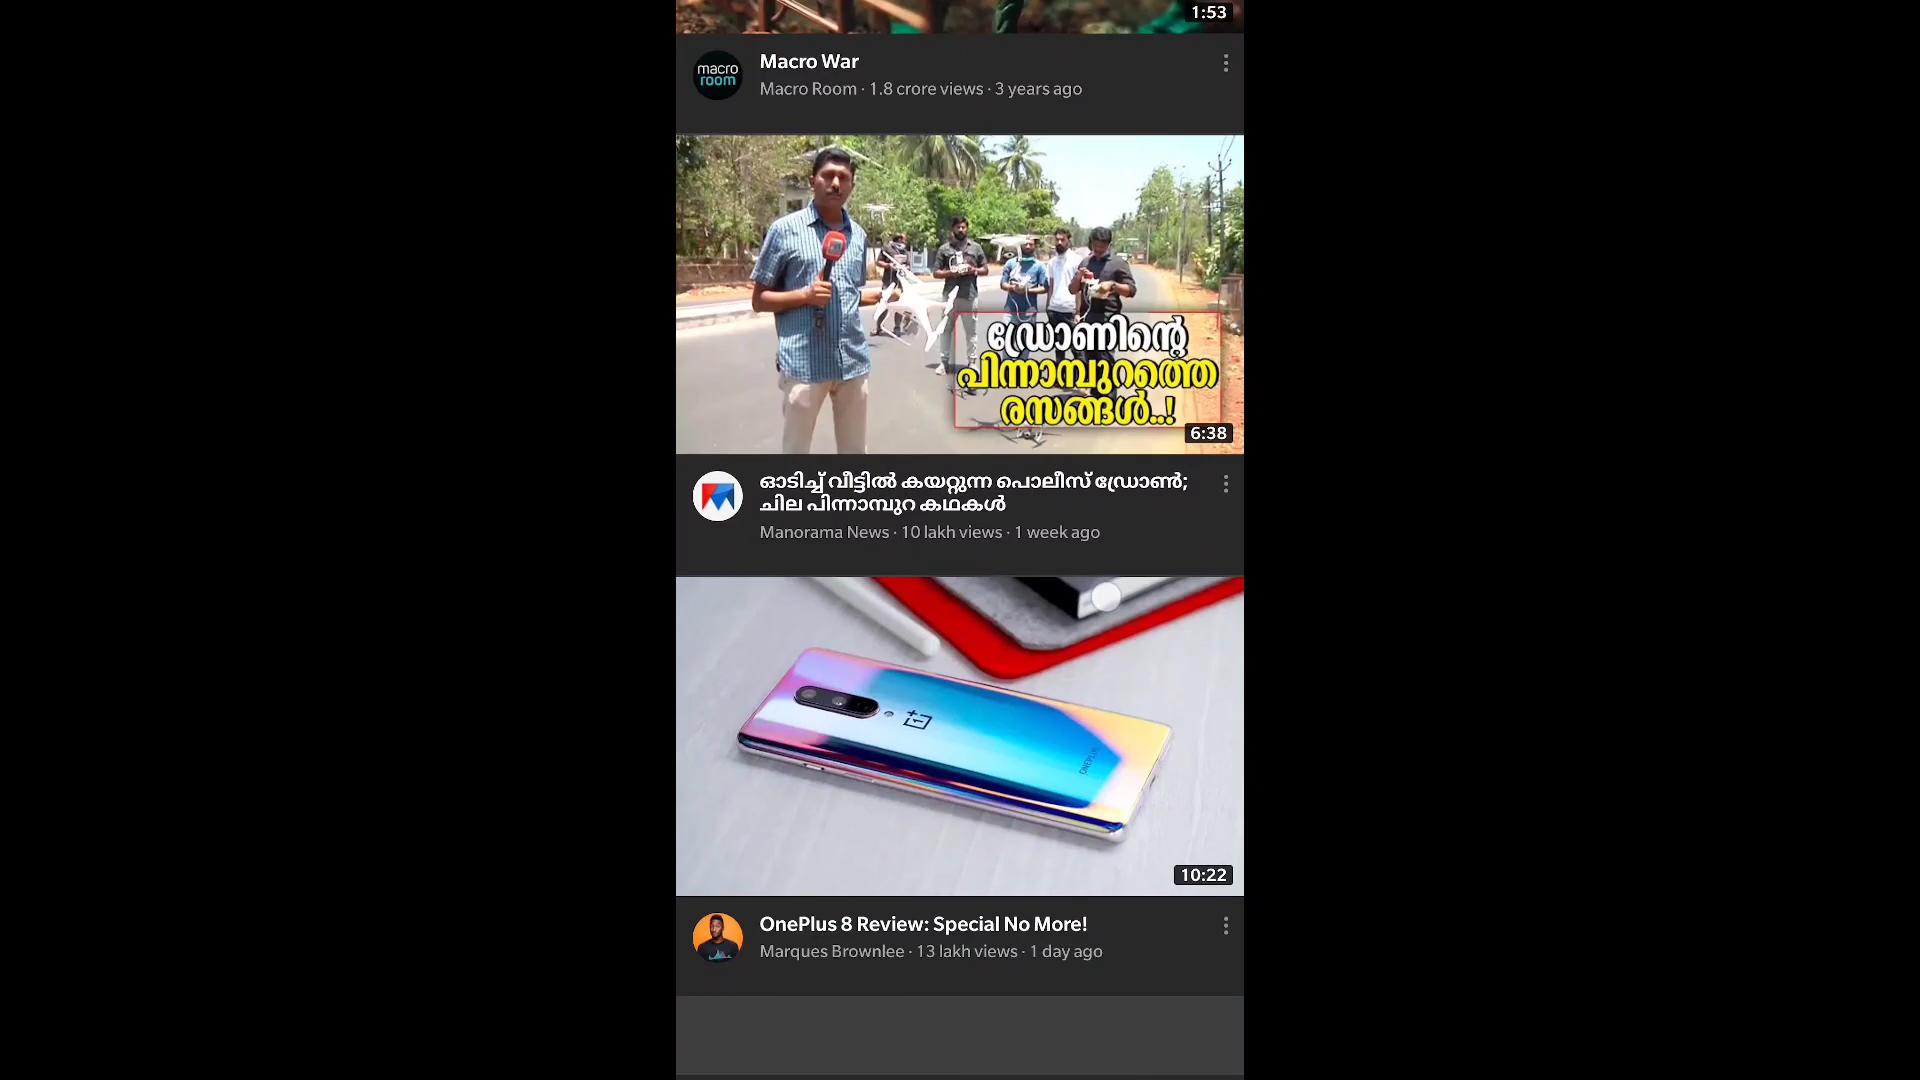 1:53
macro
room
Macro War
Macro Room · 1.8 crore views · 3 years ago
ഡ്രോണിന്റെ
പിന്നാമ്പുറത്തെ
രസങ്ങൾ..!
6:38
ഓടിച്ച് വീട്ടിൽ കയറ്റുന്ന പൊലീസ് ഡ്രോൺ;
ചില പിന്നാമ്പുറ കഥകൾ
Manorama News · 10 lakh views · 1 week ago
ONEPLUS
10:22
OnePlus 8 Review: Special No More!
Marques Brownlee · 13 lakh views · 1 day ago